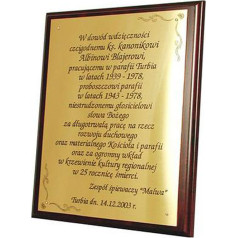 W dowód wdzięczności
czcigodnemu ks. kanonikowi
Albinowi Blajerowi,
pracującemu w parafii Turbia
w latach 1939 - 1978,
proboszczowi parafii
w latach 1943 - 1978,
niestrudzonemu głosicielowi
słowa Bożego
za długotrwałą pracę na rzecz
rozwoju duchowego
oraz materialnego Kościoła i parafii
oraz za ogromny wkład
w krzewienie kultury regionalnej
w 25 rocznicę śmierci.
Zespół śpiewaczy "Malwa"
Turbia dn. 14.12.2003 r.